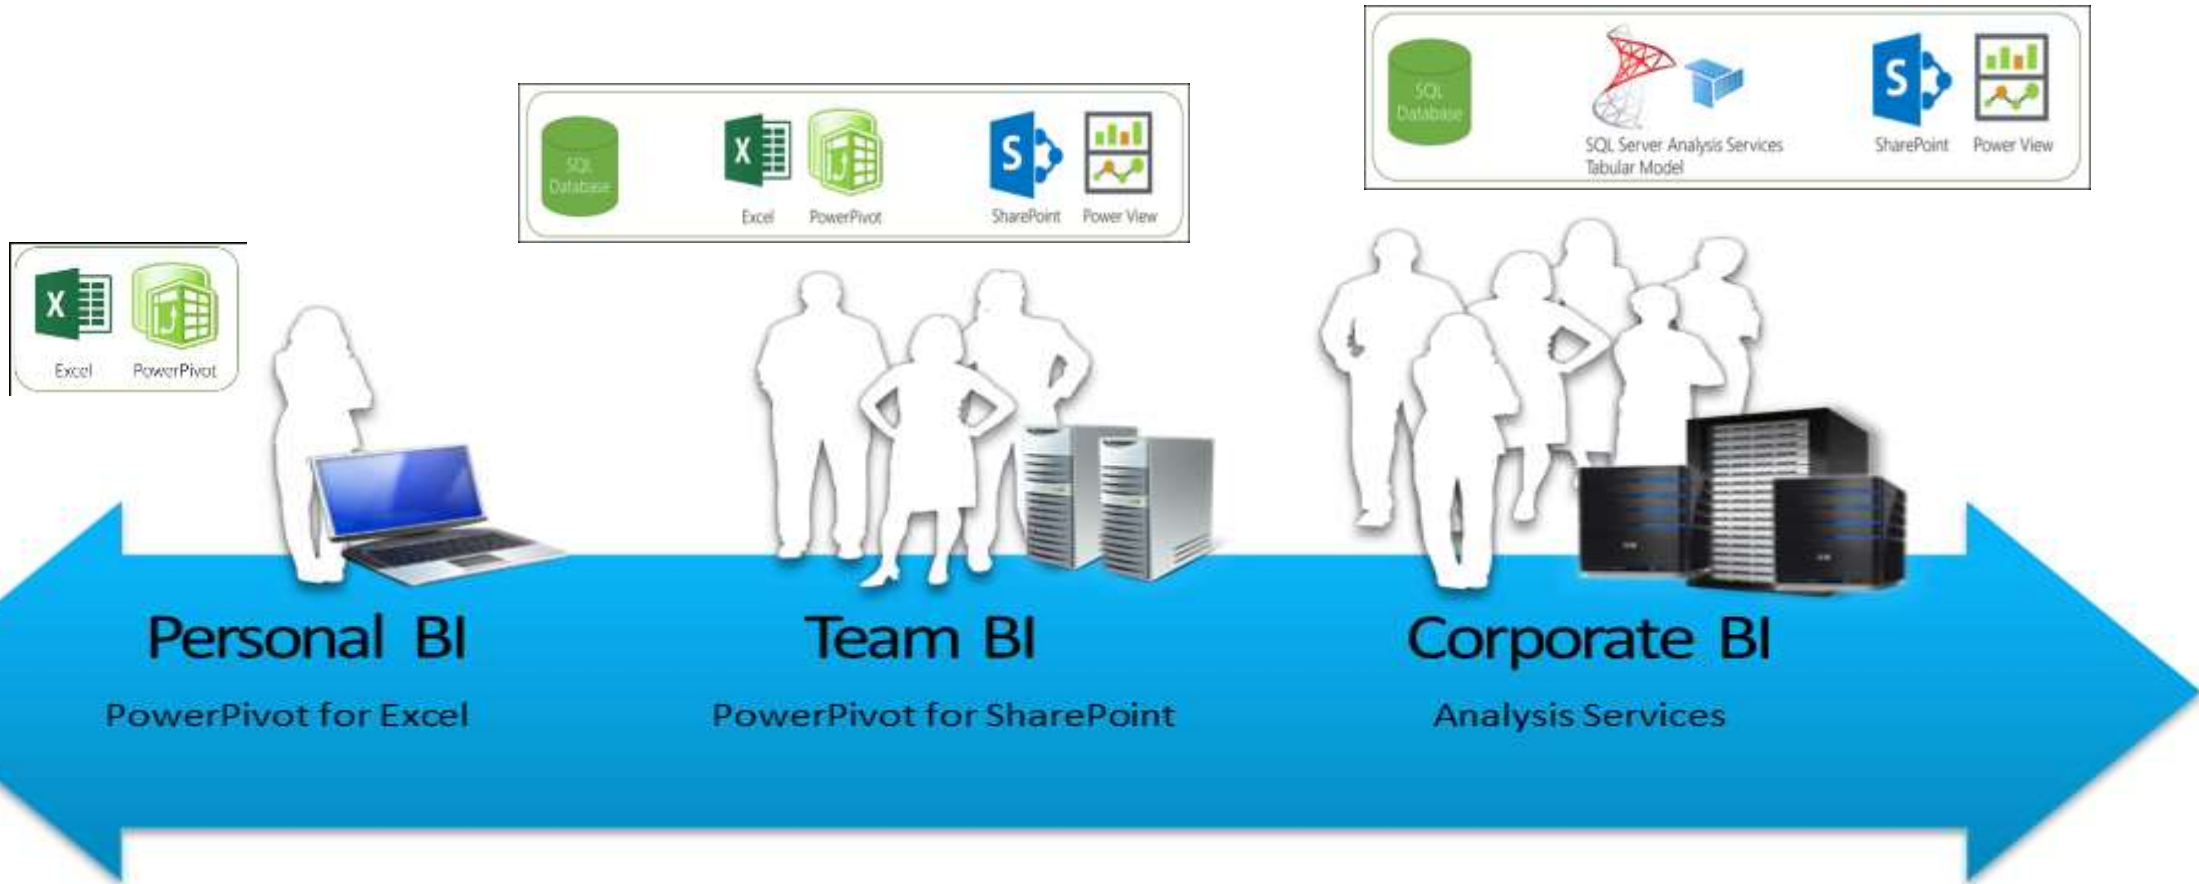 SQL
Database
SQL Server Analysis Services
Tabular Model
SharePoint
Power View
SQL
Database
Excel
PowerPivot
SharePoint
Power View
Excel
PowerPivot
Personal BI
Team BI
Corporate BI
PowerPivot for Excel
PowerPivot for SharePoint
Analysis Services